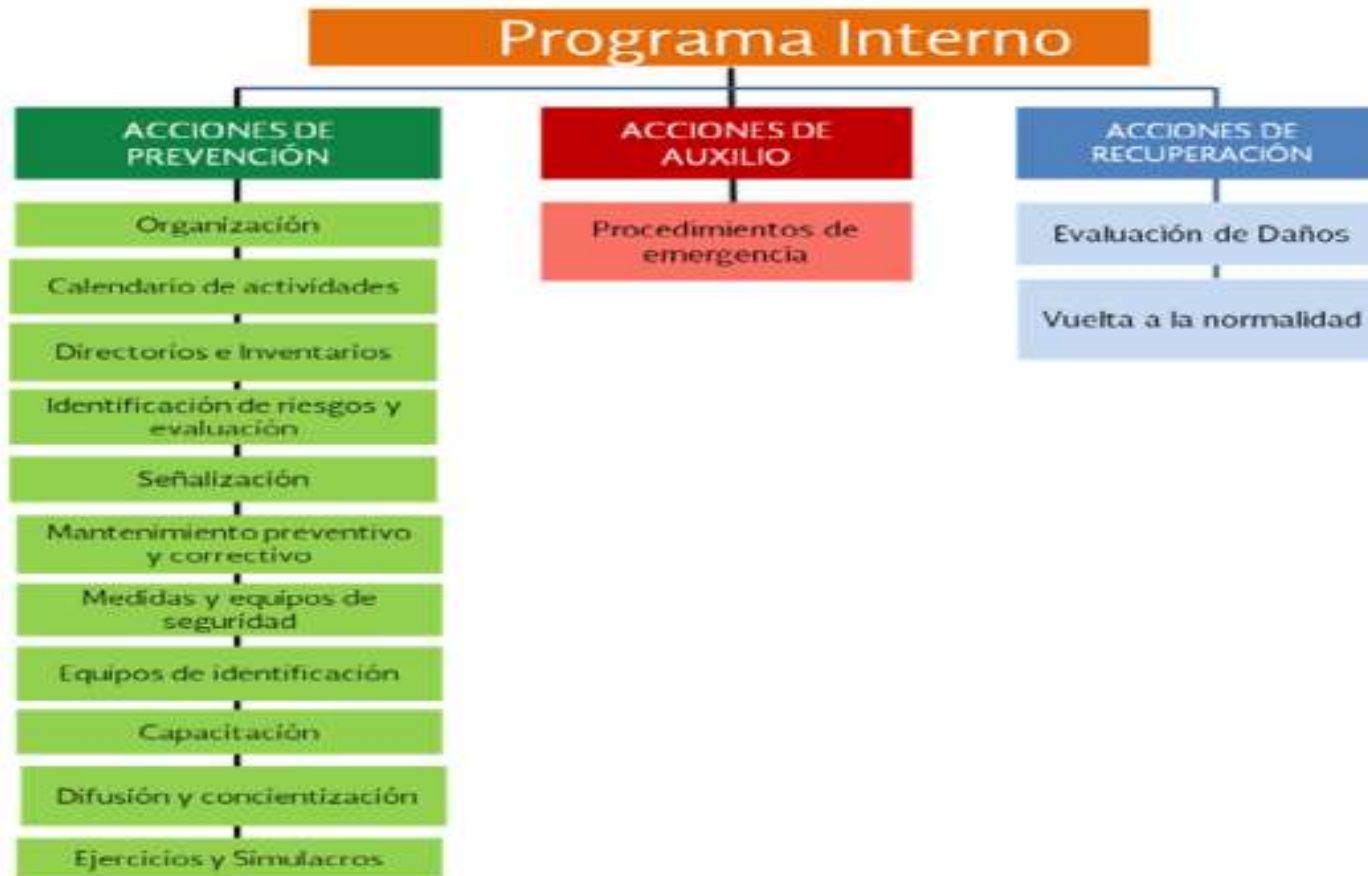 Programa Interno
ACCIONES DE
PREVENCIÓN
Organización
Calendario de actividades
Directorios e Inventarios
Identificación de riesgos y
evaluación
Señalización
Mantenimiento preventivo
y correctivo
Medidas y equipos de
seguridad
Equipos de identificación
Capacitación
Difusión y concientización
Ejercicios y Simulacros
ACCIONES DE
AUXILIO
Procedimientos de
emergencia
ACCIONES DE
RECUPERACIÓN
Evaluación de Daños
Vuelta a la normalidad